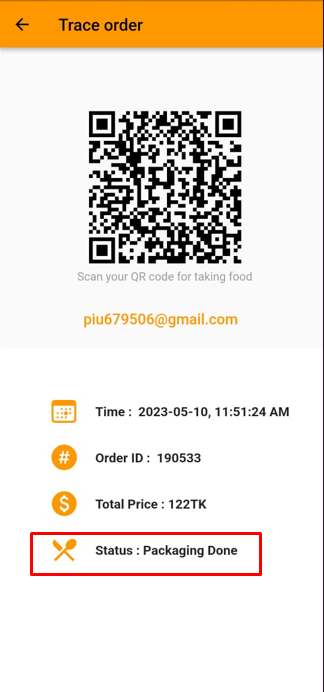 Trace order
Scan your QR code for taking food
piu679506@gmail.com
Time : 2023-05-10, 11:51:24 AM
# Order ID : 190533
$ Total Price : 122TK
Status : Packaging Done